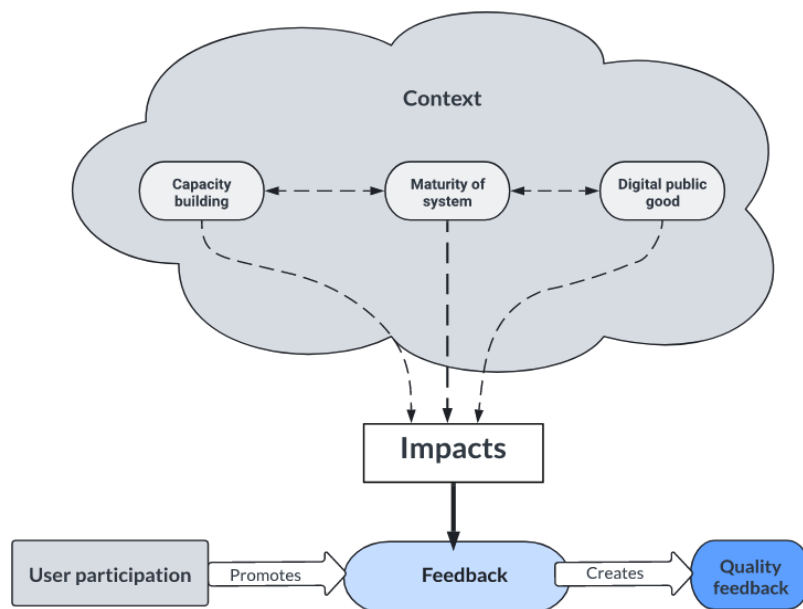 Context
Capacity
building
Maturity of
system
Digital public
good
Impacts
User participation
Promotes
Feedback
Creates
Quality
feedback